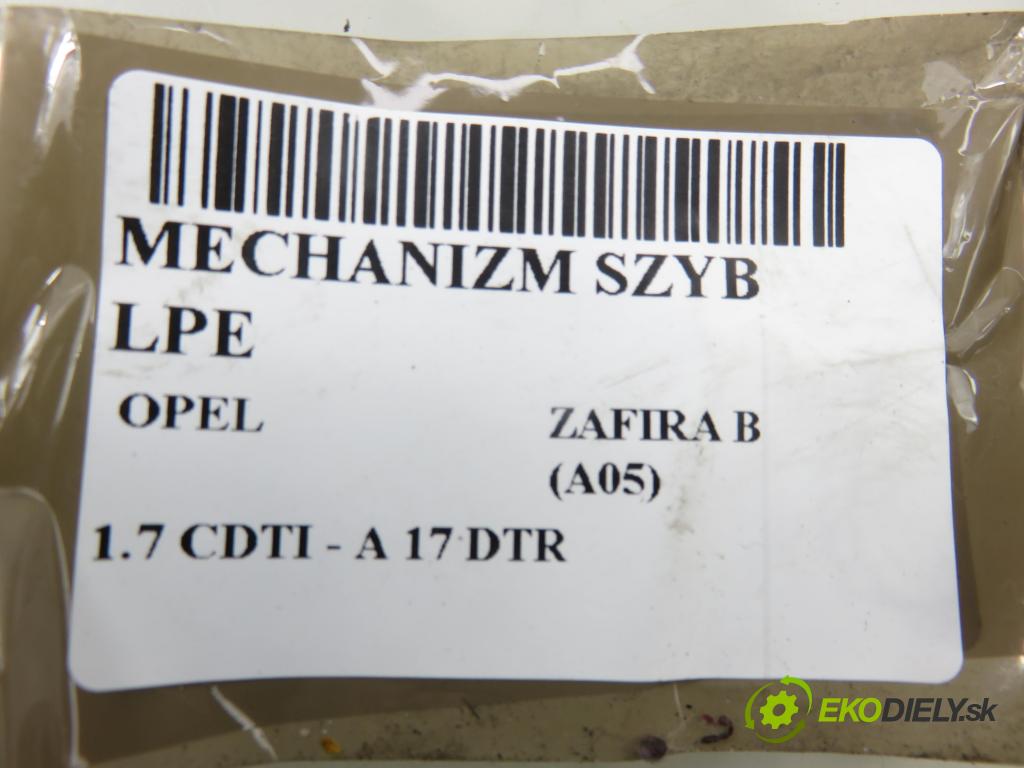 MECHANIZM SZYB
LPE
OPEL ZAFIRA B
(A05)
1.7 CDTI - A 17 DTR
EKODIELY.sk